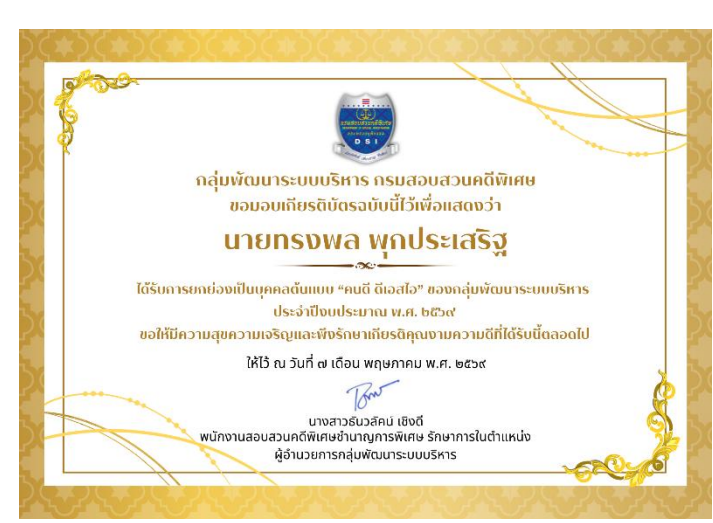 DSI
กลุ่มพัฒนาระบบบริหาร กรมสอบสวนคดีพิเศษ
ขอมอบเกียรติบัตรฉบับนี้ไว้เพื่อแสดงว่า
นายทรงพล พุกประเสริฐ
ได้รับการยกย่องเป็นบุคคลต้นแบบ “คนดี ดีเอสไอ” ของกลุ่มพัฒนาระบบบริหาร
ประจำปีงบประมาณ พ.ศ. ๒๕๖๙
ขอให้มีความสุขความเจริญและพึงรักษาเกียรติคุณงามความดีที่ได้รับนี้ตลอดไป
ให้ไว้ ณ วันที่ ๗ เดือน พฤษภาคม พ.ศ. ๒๕๖๙
นางสาวธันวลัคน์ เชิงดี
พนักงานสอบสวนคดีพิเศษชำนาญการพิเศษ รักษาการในตำแหน่ง
ผู้อำนวยการกลุ่มพัฒนาระบบบริหาร